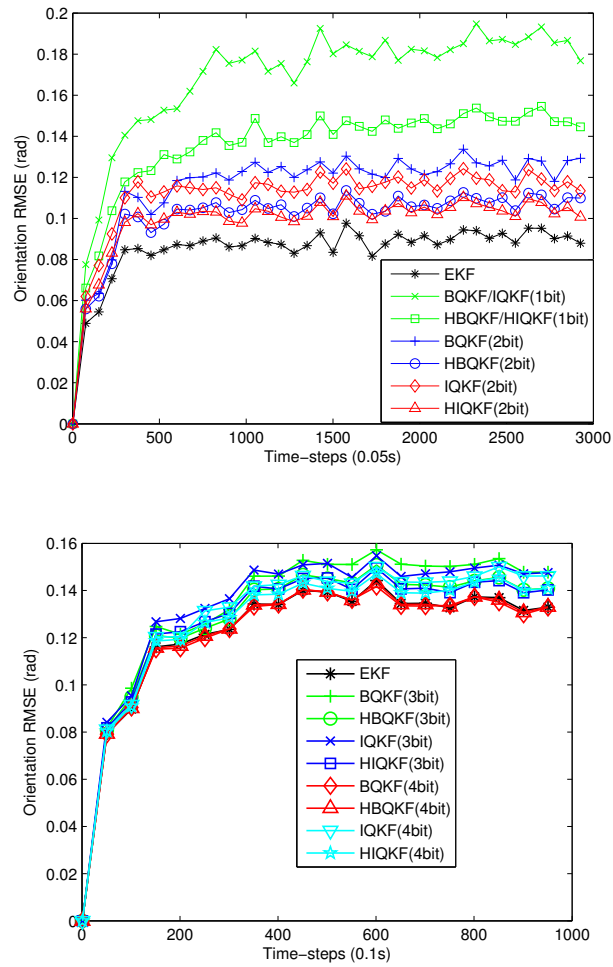 0.2
0.18
0.16
0.14
0.12
0.1
0.08
0.06
0.04
0.02
0
Orientation RMSE (rad)
EKF
BQKF/IQKF(1bit)
HBQKF/HIQKF(1bit)
BQKF(2bit)
HBQKF(2bit)
IQKF(2bit)
HIQKF(2bit)
0 500 1000 1500 2000 2500 3000
Time-steps (0.05s)
0.16
0.14
0.12
0.1
0.08
0.06
0.04
0.02
0
Orientation RMSE (rad)
EKF
BQKF(3bit)
HBQKF(3bit)
IQKF(3bit)
HIQKF(3bit)
BQKF(4bit)
HBQKF(4bit)
IQKF(4bit)
HIQKF(4bit)
0 200 400 600 800 1000
Time-steps (0.1s)